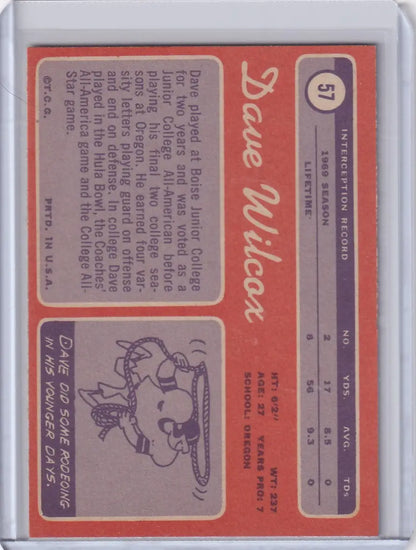 57
INTERCEPTION RECORD
NO. YDS. AVG. TDs
1969 SEASON 2 17 8.5 0
LIFETIME 6 56 9.3 0
Dave Wilcox
HT: 6'2" WT: 237
AGE: 27 YEARS PRO: 7
SCHOOL: OREGON
Dave played at Boise Junior College
for two years and was voted as a
Junior College All-American before
playing his final two college sea-
sons at Oregon. He earned four var-
sity letters playing guard on offense
and end on defense. In college Dave
played in the Hula Bowl, the Coaches'
All-America game and the College All-
Star game.
©T.C.G. PRTD. IN U.S.A.
DAVE DID SOME RODEOING
IN HIS YOUNGER DAYS.